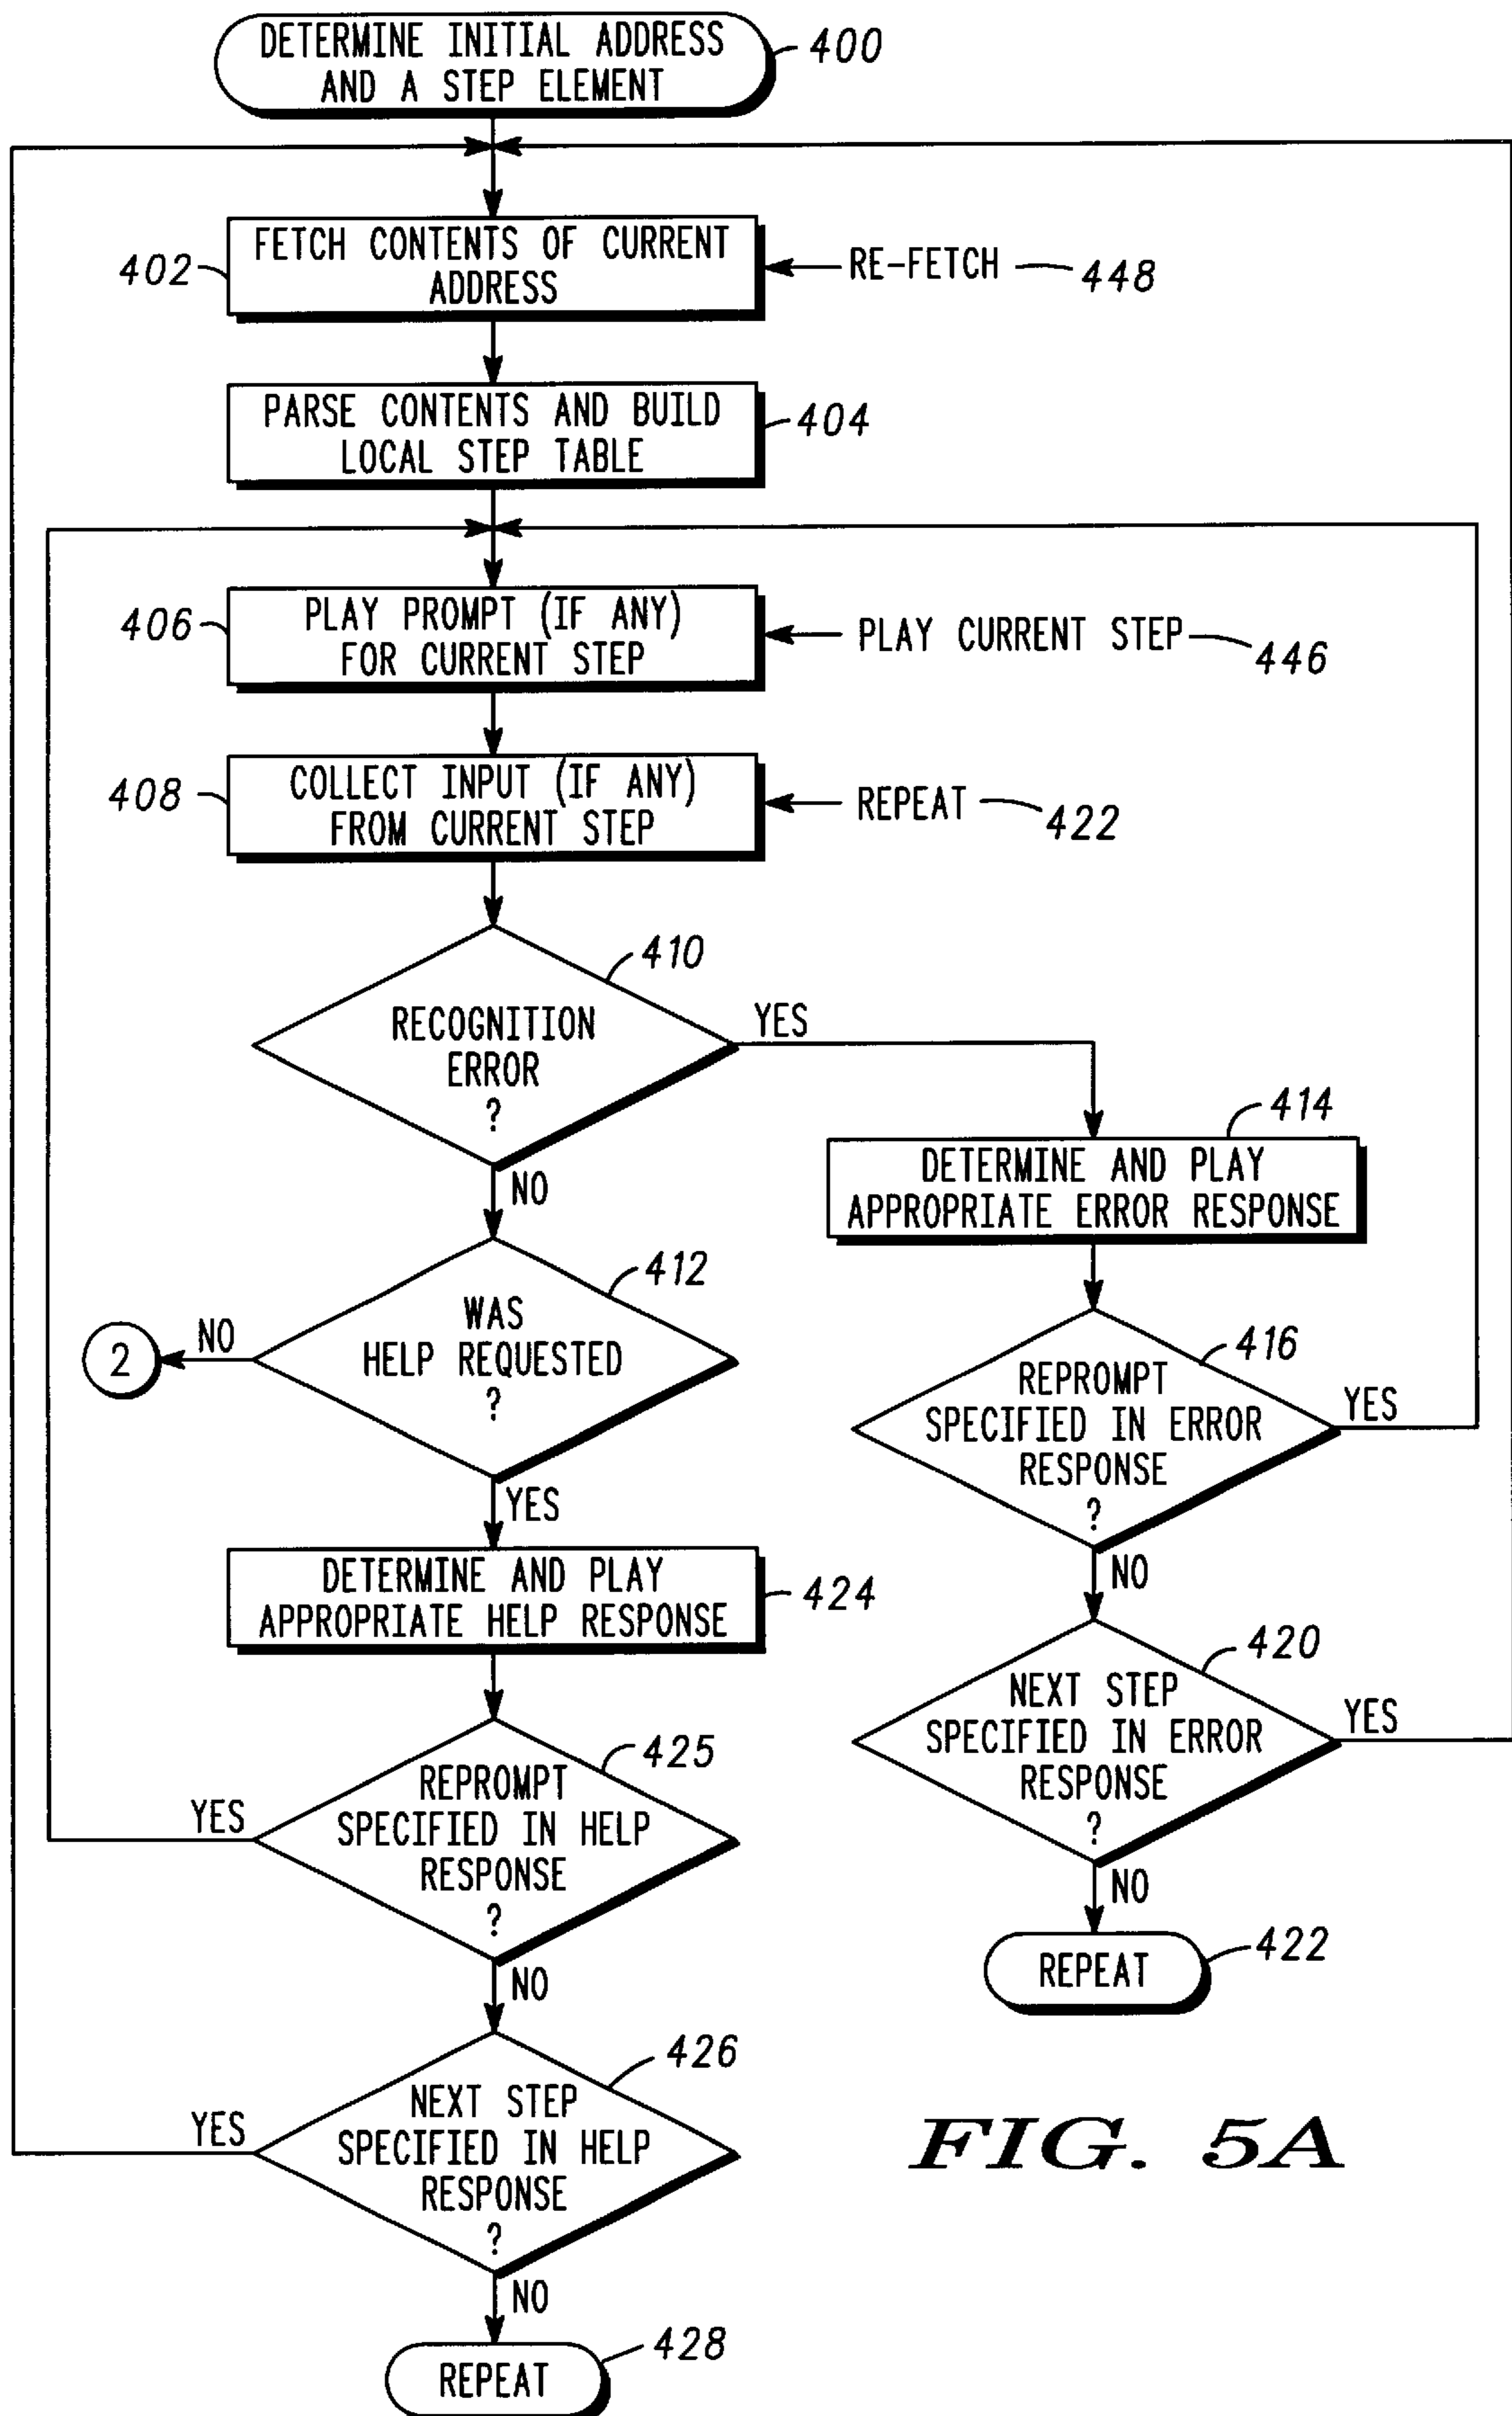 DETERMINE INITIAL ADDRESS
AND A STEP ELEMENT
400
FETCH CONTENTS OF CURRENT
ADDRESS
402
RE-FETCH
448
PARSE CONTENTS AND BUILD
LOCAL STEP TABLE
404
PLAY PROMPT (IF ANY)
FOR CURRENT STEP
406
PLAY CURRENT STEP
446
COLLECT INPUT (IF ANY)
FROM CURRENT STEP
408
REPEAT
422
410
RECOGNITION
ERROR
?
YES
NO
414
DETERMINE AND PLAY
APPROPRIATE ERROR RESPONSE
412
WAS
HELP REQUESTED
?
NO
2
YES
416
REPROMPT
SPECIFIED IN ERROR
RESPONSE
?
YES
NO
DETERMINE AND PLAY
APPROPRIATE HELP RESPONSE
424
420
NEXT STEP
SPECIFIED IN ERROR
RESPONSE
?
YES
NO
425
REPROMPT
SPECIFIED IN HELP
RESPONSE
?
YES
NO
REPEAT
422
426
NEXT STEP
SPECIFIED IN HELP
RESPONSE
?
YES
NO
REPEAT
428
FIG. 5A